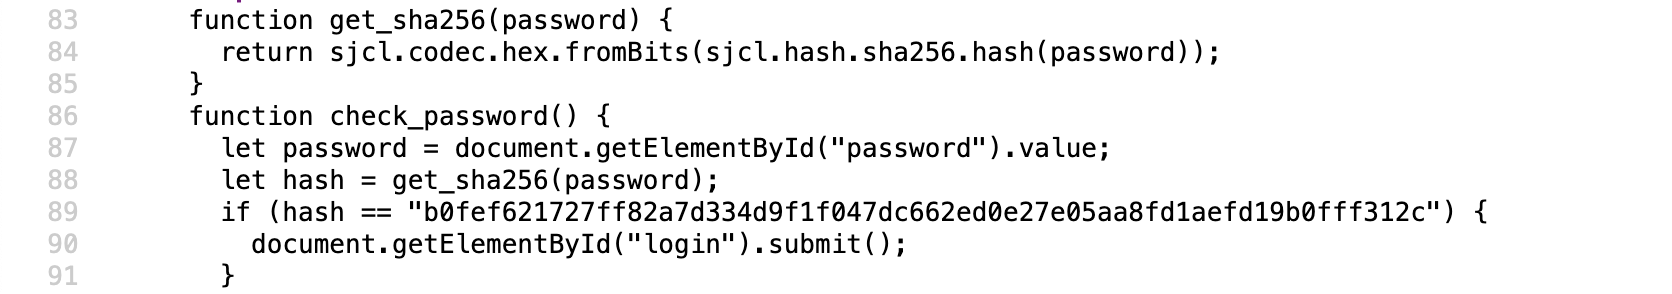 83 function get_sha256(password) {
84 return sjcl.codec.hex.fromBits(sjcl.hash.sha256.hash(password));
85 }
86 function check_password() {
87 let password = document.getElementById("password").value;
88 let hash = get_sha256(password);
89 if (hash == "b0fef621727ff82a7d334d9f1f047dc662ed0e27e05aa8fd1aefd19b0fff312c") {
90 document.getElementById("login").submit();
91 }